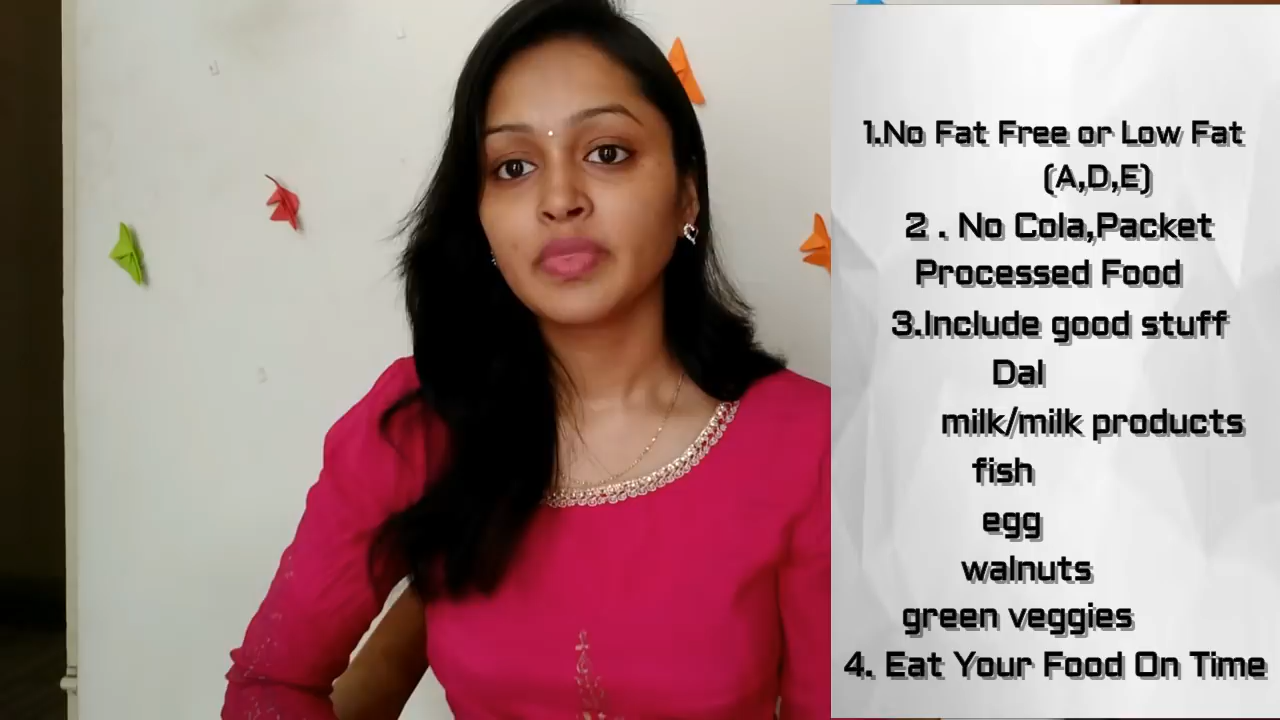 1.No Fat Free or Low Fat
(A,D,E)
2 . No Cola,Packet
Processed Food
3.Include good stuff
Dal
milk/milk products
fish
egg
walnuts
green veggies
4. Eat Your Food On Time